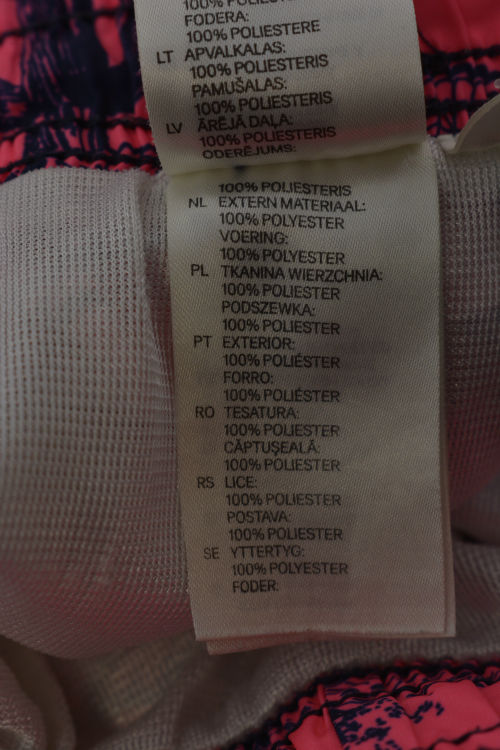 100% POLIESTERE
FODERA:
100% POLIESTERE
LT APVALKALAS:
100% POLIESTERIS
PAMUŠALAS:
100% POLIESTERIS
LV ĀRĒJĀ DAĻA:
100% POLIESTERIS
ODERĒJUMS:
100% POLIESTERIS
NL EXTERN MATERIAAL:
100% POLYESTER
VOERING:
100% POLYESTER
PL TKANINA WIERZCHNIA:
100% POLIESTER
PODSZEWKA:
100% POLIESTER
PT EXTERIOR:
100% POLIÉSTER
FORRO:
100% POLIÉSTER
RO TESATURA:
100% POLIESTER
CĂPTUŞEALĂ:
100% POLIESTER
RS LICE:
100% POLIESTER
POSTAVA:
100% POLIESTER
SE YTTERTYG:
100% POLYESTER
FODER: